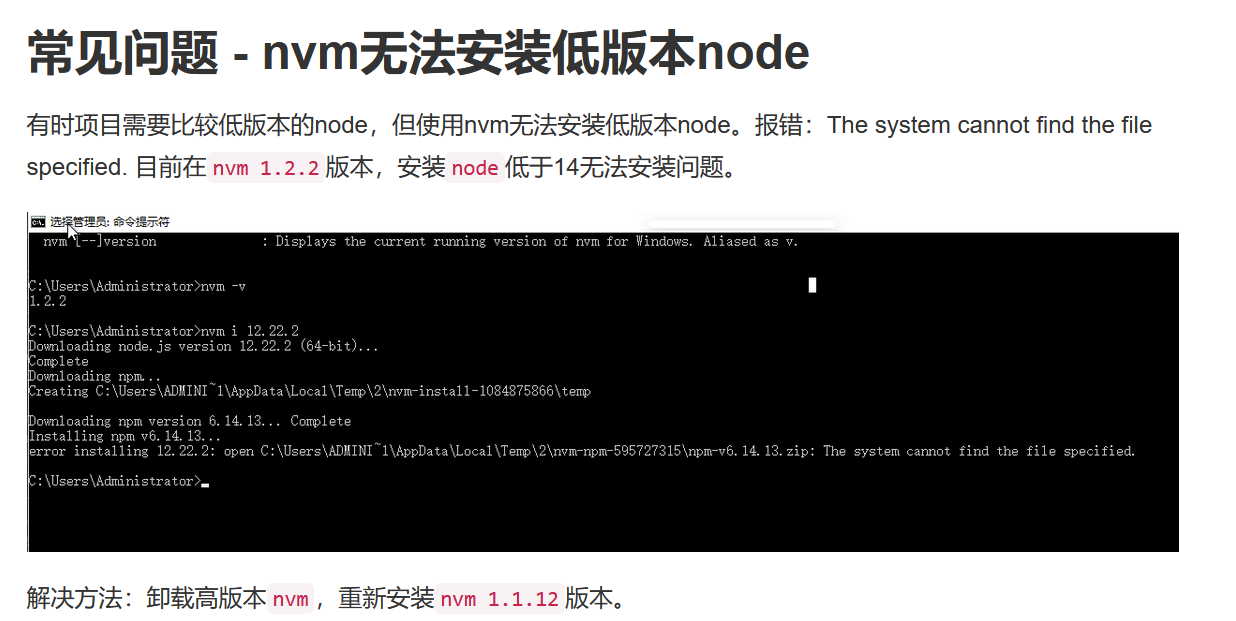 常见问题 - nvm无法安装低版本node
有时项目需要比较低版本的node，但使用nvm无法安装低版本node。报错：The system cannot find the file
specified. 目前在 nvm 1.2.2 版本，安装 node 低于14无法安装问题。
选择管理员: 命令提示符
nvm [--]version : Displays the current running version of nvm for Windows. Aliased as v.
C:\Users\Administrator>nvm -v
1.2.2
C:\Users\Administrator>nvm i 12.22.2
Downloading node.js version 12.22.2 (64-bit)...
Complete
Downloading npm...
Creating C:\Users\ADMINI~1\AppData\Local\Temp\2\nvm-install-1084875866\temp
Downloading npm version 6.14.13... Complete
Installing npm v6.14.13...
error installing 12.22.2: open C:\Users\ADMINI~1\AppData\Local\Temp\2\nvm-npm-595727315\npm-v6.14.13.zip: The system cannot find the file specified.
C:\Users\Administrator>
解决方法：卸载高版本 nvm ，重新安装 nvm 1.1.12 版本。